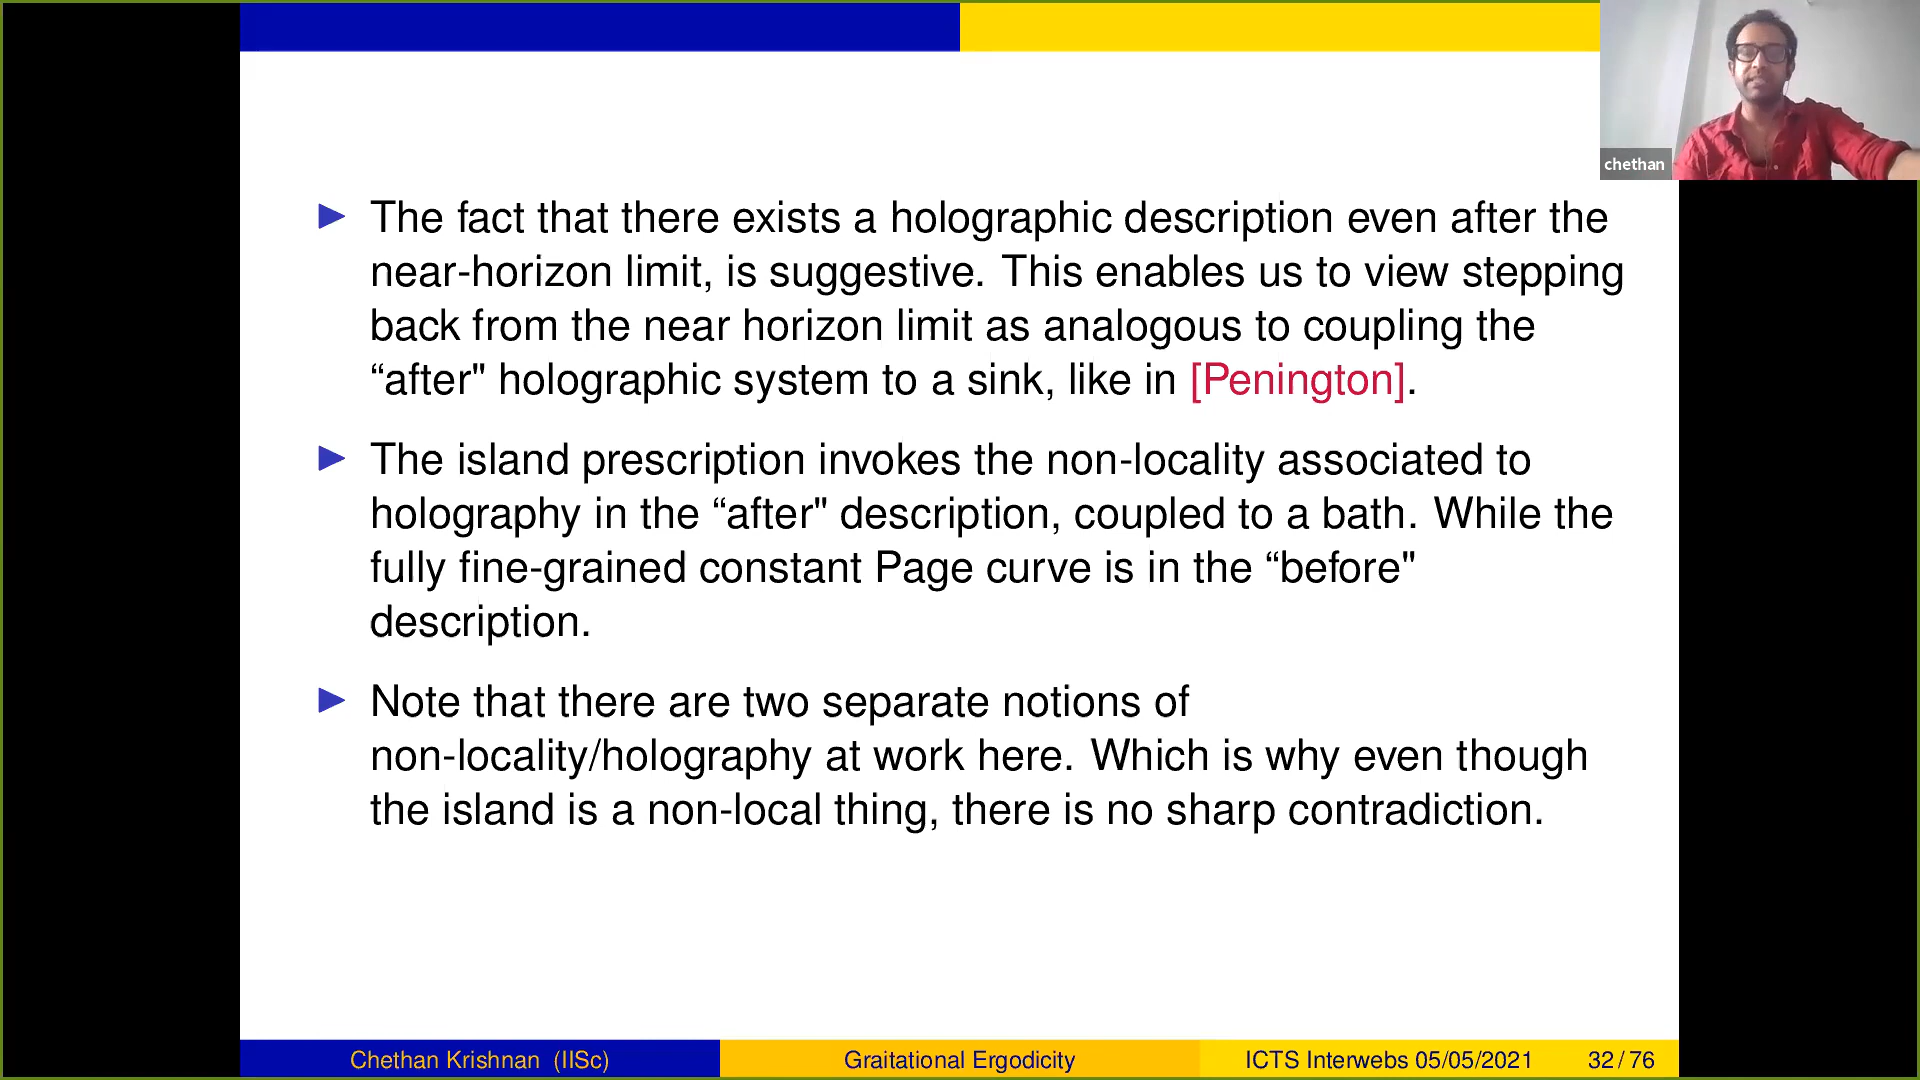 chethan
The fact that there exists a holographic description even after the
near-horizon limit, is suggestive. This enables us to view stepping
back from the near horizon limit as analogous to coupling the
“after" holographic system to a sink, like in [Penington].
The island prescription invokes the non-locality associated to
holography in the “after" description, coupled to a bath. While the
fully fine-grained constant Page curve is in the “before"
description.
Note that there are two separate notions of
non-locality/holography at work here. Which is why even though
the island is a non-local thing, there is no sharp contradiction.
Chethan Krishnan (IISc)
Graitational Ergodicity
ICTS Interwebs 05/05/2021
32 / 76